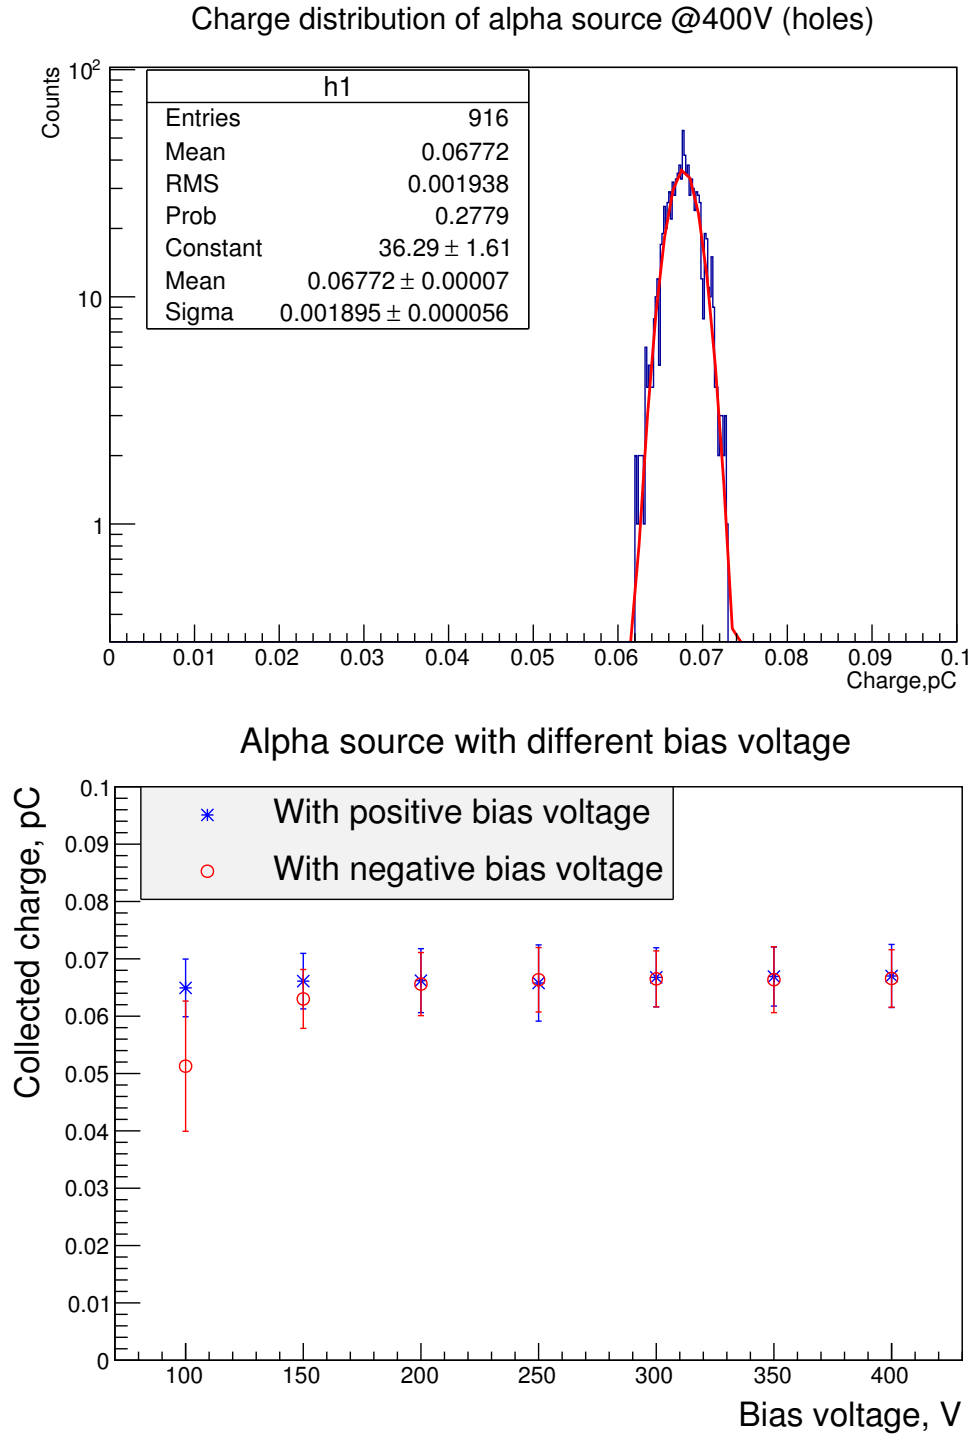 Charge distribution of alpha source @400V (holes)
Counts
10²
10
1
h1
Entries 916
Mean 0.06772
RMS 0.001938
Prob 0.2779
Constant 36.29 ± 1.61
Mean 0.06772 ± 0.00007
Sigma 0.001895 ± 0.000056
0 0.01 0.02 0.03 0.04 0.05 0.06 0.07 0.08 0.09 0.1
Charge,pC
Alpha source with different bias voltage
Collected charge, pC
0.1
0.09
0.08
0.07
0.06
0.05
0.04
0.03
0.02
0.01
0
With positive bias voltage
With negative bias voltage
100 150 200 250 300 350 400
Bias voltage, V